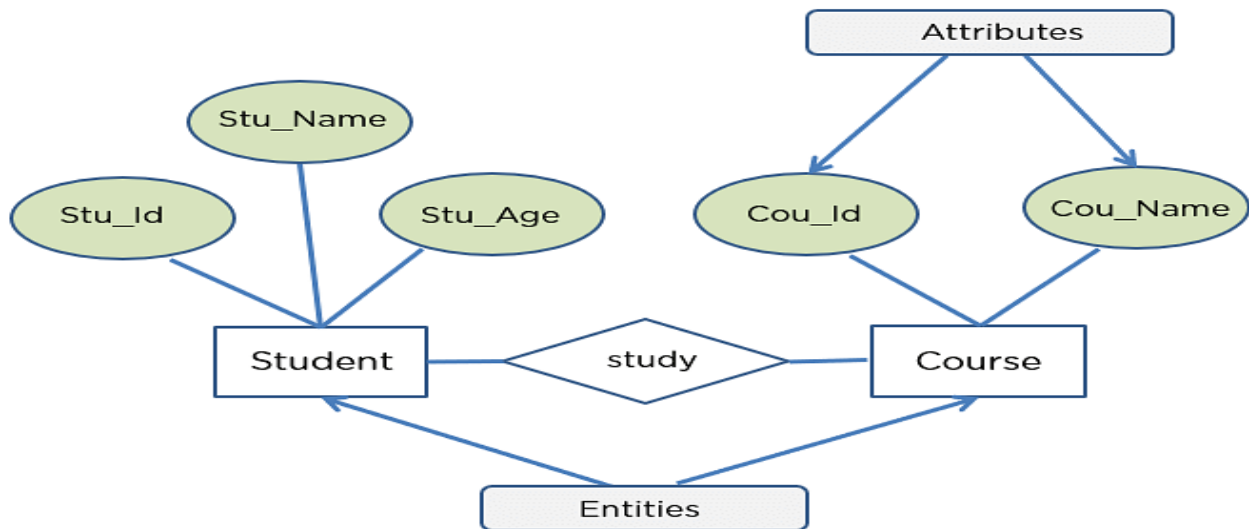 Attributes
Stu_Name
Stu_Id
Stu_Age
Cou_Id
Cou_Name
Student
study
Course
Entities